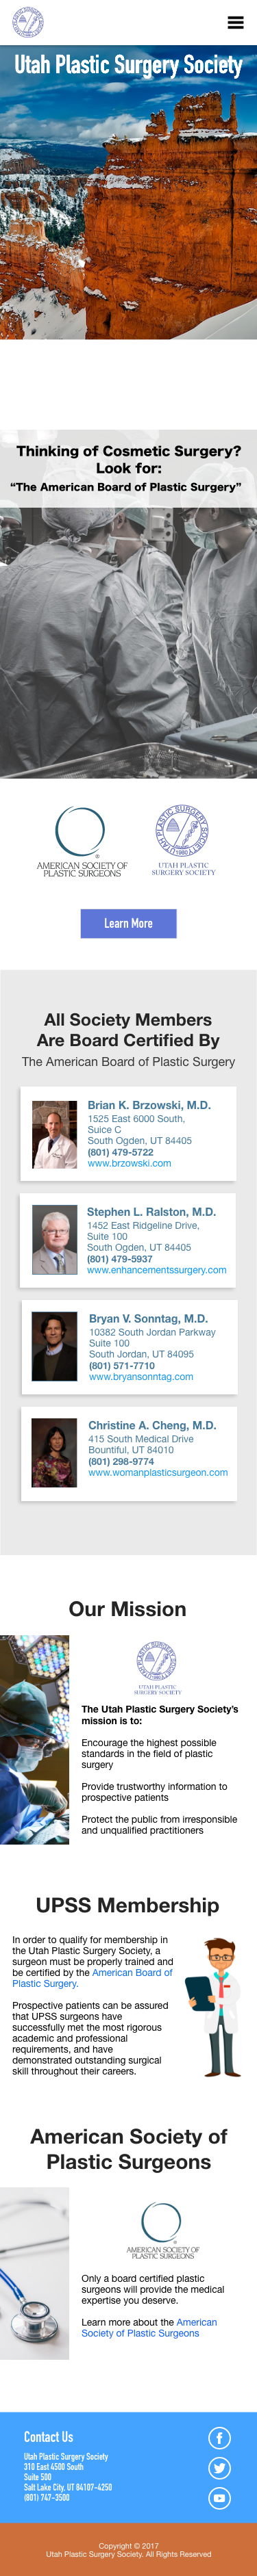 Utah Plastic Surgery Society
Thinking of Cosmetic Surgery?
Look for:
“The American Board of Plastic Surgery”
AMERICAN SOCIETY OF
PLASTIC SURGEONS
UTAH PLASTIC SURGERY SOCIETY
1980
UTAH PLASTIC
SURGERY SOCIETY
Learn More
All Society Members
Are Board Certified By
The American Board of Plastic Surgery
Brian K. Brzowski, M.D.
1525 East 6000 South,
Suice C
South Ogden, UT 84405
(801) 479-5722
www.brzowski.com
Stephen L. Ralston, M.D.
1452 East Ridgeline Drive,
Suite 100
South Ogden, UT 84405
(801) 479-5937
www.enhancementssurgery.com
Bryan V. Sonntag, M.D.
10382 South Jordan Parkway
Suite 100
South Jordan, UT 84095
(801) 571-7710
www.bryansonntag.com
Christine A. Cheng, M.D.
415 South Medical Drive
Bountiful, UT 84010
(801) 298-9774
www.womanplasticsurgeon.com
Our Mission
UTAH PLASTIC
SURGERY SOCIETY
The Utah Plastic Surgery Society’s
mission is to:
Encourage the highest possible
standards in the field of plastic
surgery
Provide trustworthy information to
prospective patients
Protect the public from irresponsible
and unqualified practitioners
UPSS Membership
In order to qualify for membership in
the Utah Plastic Surgery Society, a
surgeon must be properly trained and
be certified by the American Board of
Plastic Surgery.
Prospective patients can be assured
that UPSS surgeons have
successfully met the most rigorous
academic and professional
requirements, and have
demonstrated outstanding surgical
skill throughout their careers.
American Society of
Plastic Surgeons
AMERICAN SOCIETY OF
PLASTIC SURGEONS
Only a board certified plastic
surgeons will provide the medical
expertise you deserve.
Learn more about the American
Society of Plastic Surgeons
Contact Us
Utah Plastic Surgery Society
310 East 4500 South
Suite 500
Salt Lake City, UT 84107-4250
(801) 747-3500
Copyright © 2017
Utah Plastic Surgery Society. All Rights Reserved